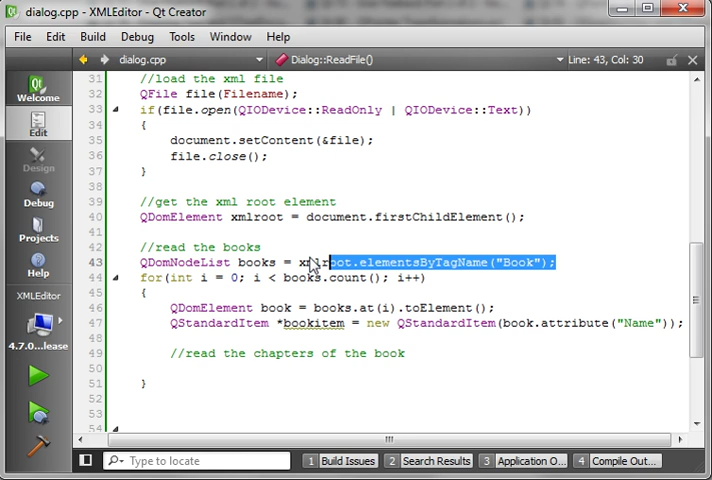 dialog.cpp - XMLEditor - Qt Creator
File Edit Build Debug Tools Window Help
dialog.cpp Dialog::ReadFile() Line: 43, Col: 30
Welcome
Edit
Design
Debug
Projects
Help
XMLEditor
4.7.0...lease
31 //load the xml file
32 QFile file(Filename);
33 if(file.open(QIODevice::ReadOnly | QIODevice::Text))
34 {
35 document.setContent(&file);
36 file.close();
37 }
38
39 //get the xml root element
40 QDomElement xmlroot = document.firstChildElement();
41
42 //read the books
43 QDomNodeList books = xmlroot.elementsByTagName("Book");
44 for(int i = 0; i < books.count(); i++)
45 {
46 QDomElement book = books.at(i).toElement();
47 QStandardItem *bookitem = new QStandardItem(book.attribute("Name"));
48
49 //read the chapters of the book
50
51 }
52
53
54
Type to locate 1 Build Issues 2 Search Results 3 Application O... 4 Compile Out...